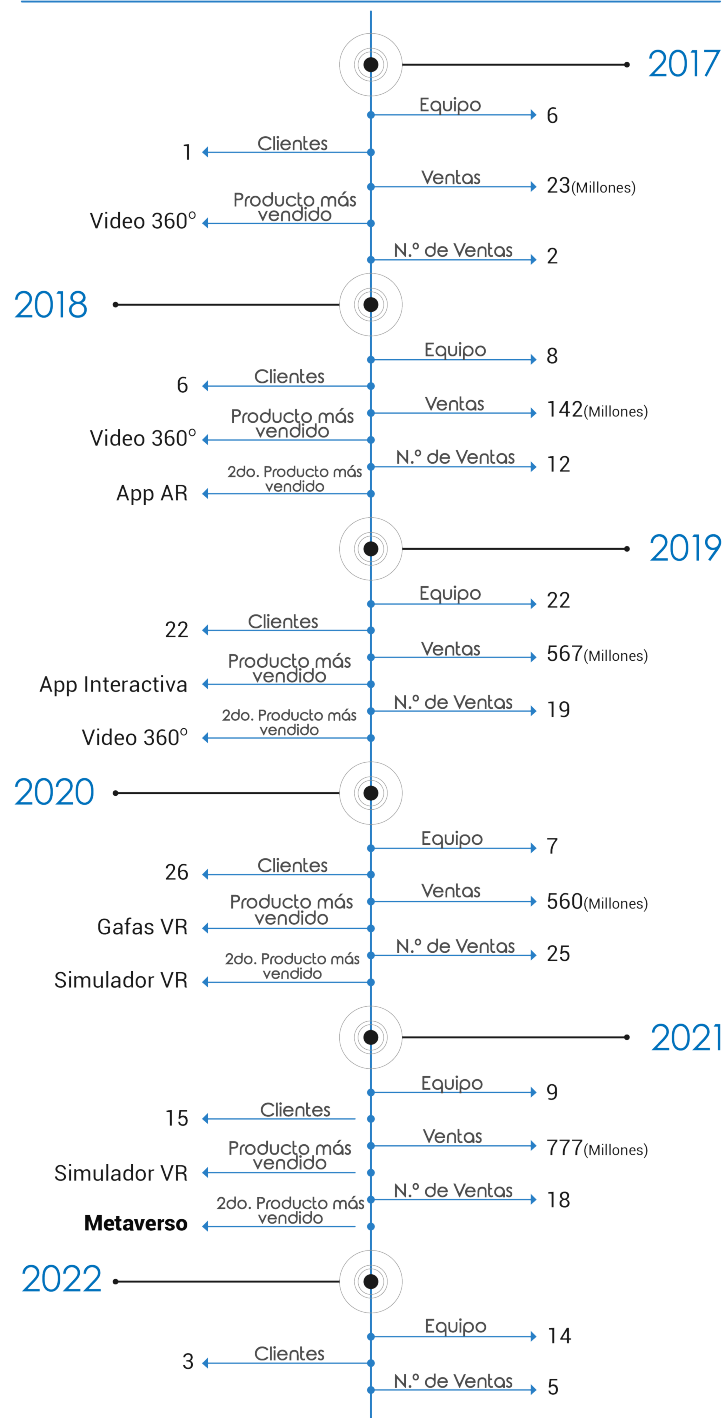 2017
Equipo
6
Clientes
1
Ventas
23(Millones)
Producto más
vendido
Video 360º
N.º de Ventas
2
2018
Equipo
8
Clientes
6
Ventas
142(Millones)
Producto más
vendido
Video 360º
N.º de Ventas
12
2do. Producto más
vendido
App AR
2019
Equipo
22
Clientes
22
Ventas
567(Millones)
Producto más
vendido
App Interactiva
N.º de Ventas
19
2do. Producto más
vendido
Video 360º
2020
Equipo
7
Clientes
26
Ventas
560(Millones)
Producto más
vendido
Gafas VR
N.º de Ventas
25
2do. Producto más
vendido
Simulador VR
2021
Equipo
9
Clientes
15
Ventas
777(Millones)
Producto más
vendido
Simulador VR
N.º de Ventas
18
2do. Producto más
vendido
Metaverso
2022
Equipo
14
Clientes
3
N.º de Ventas
5